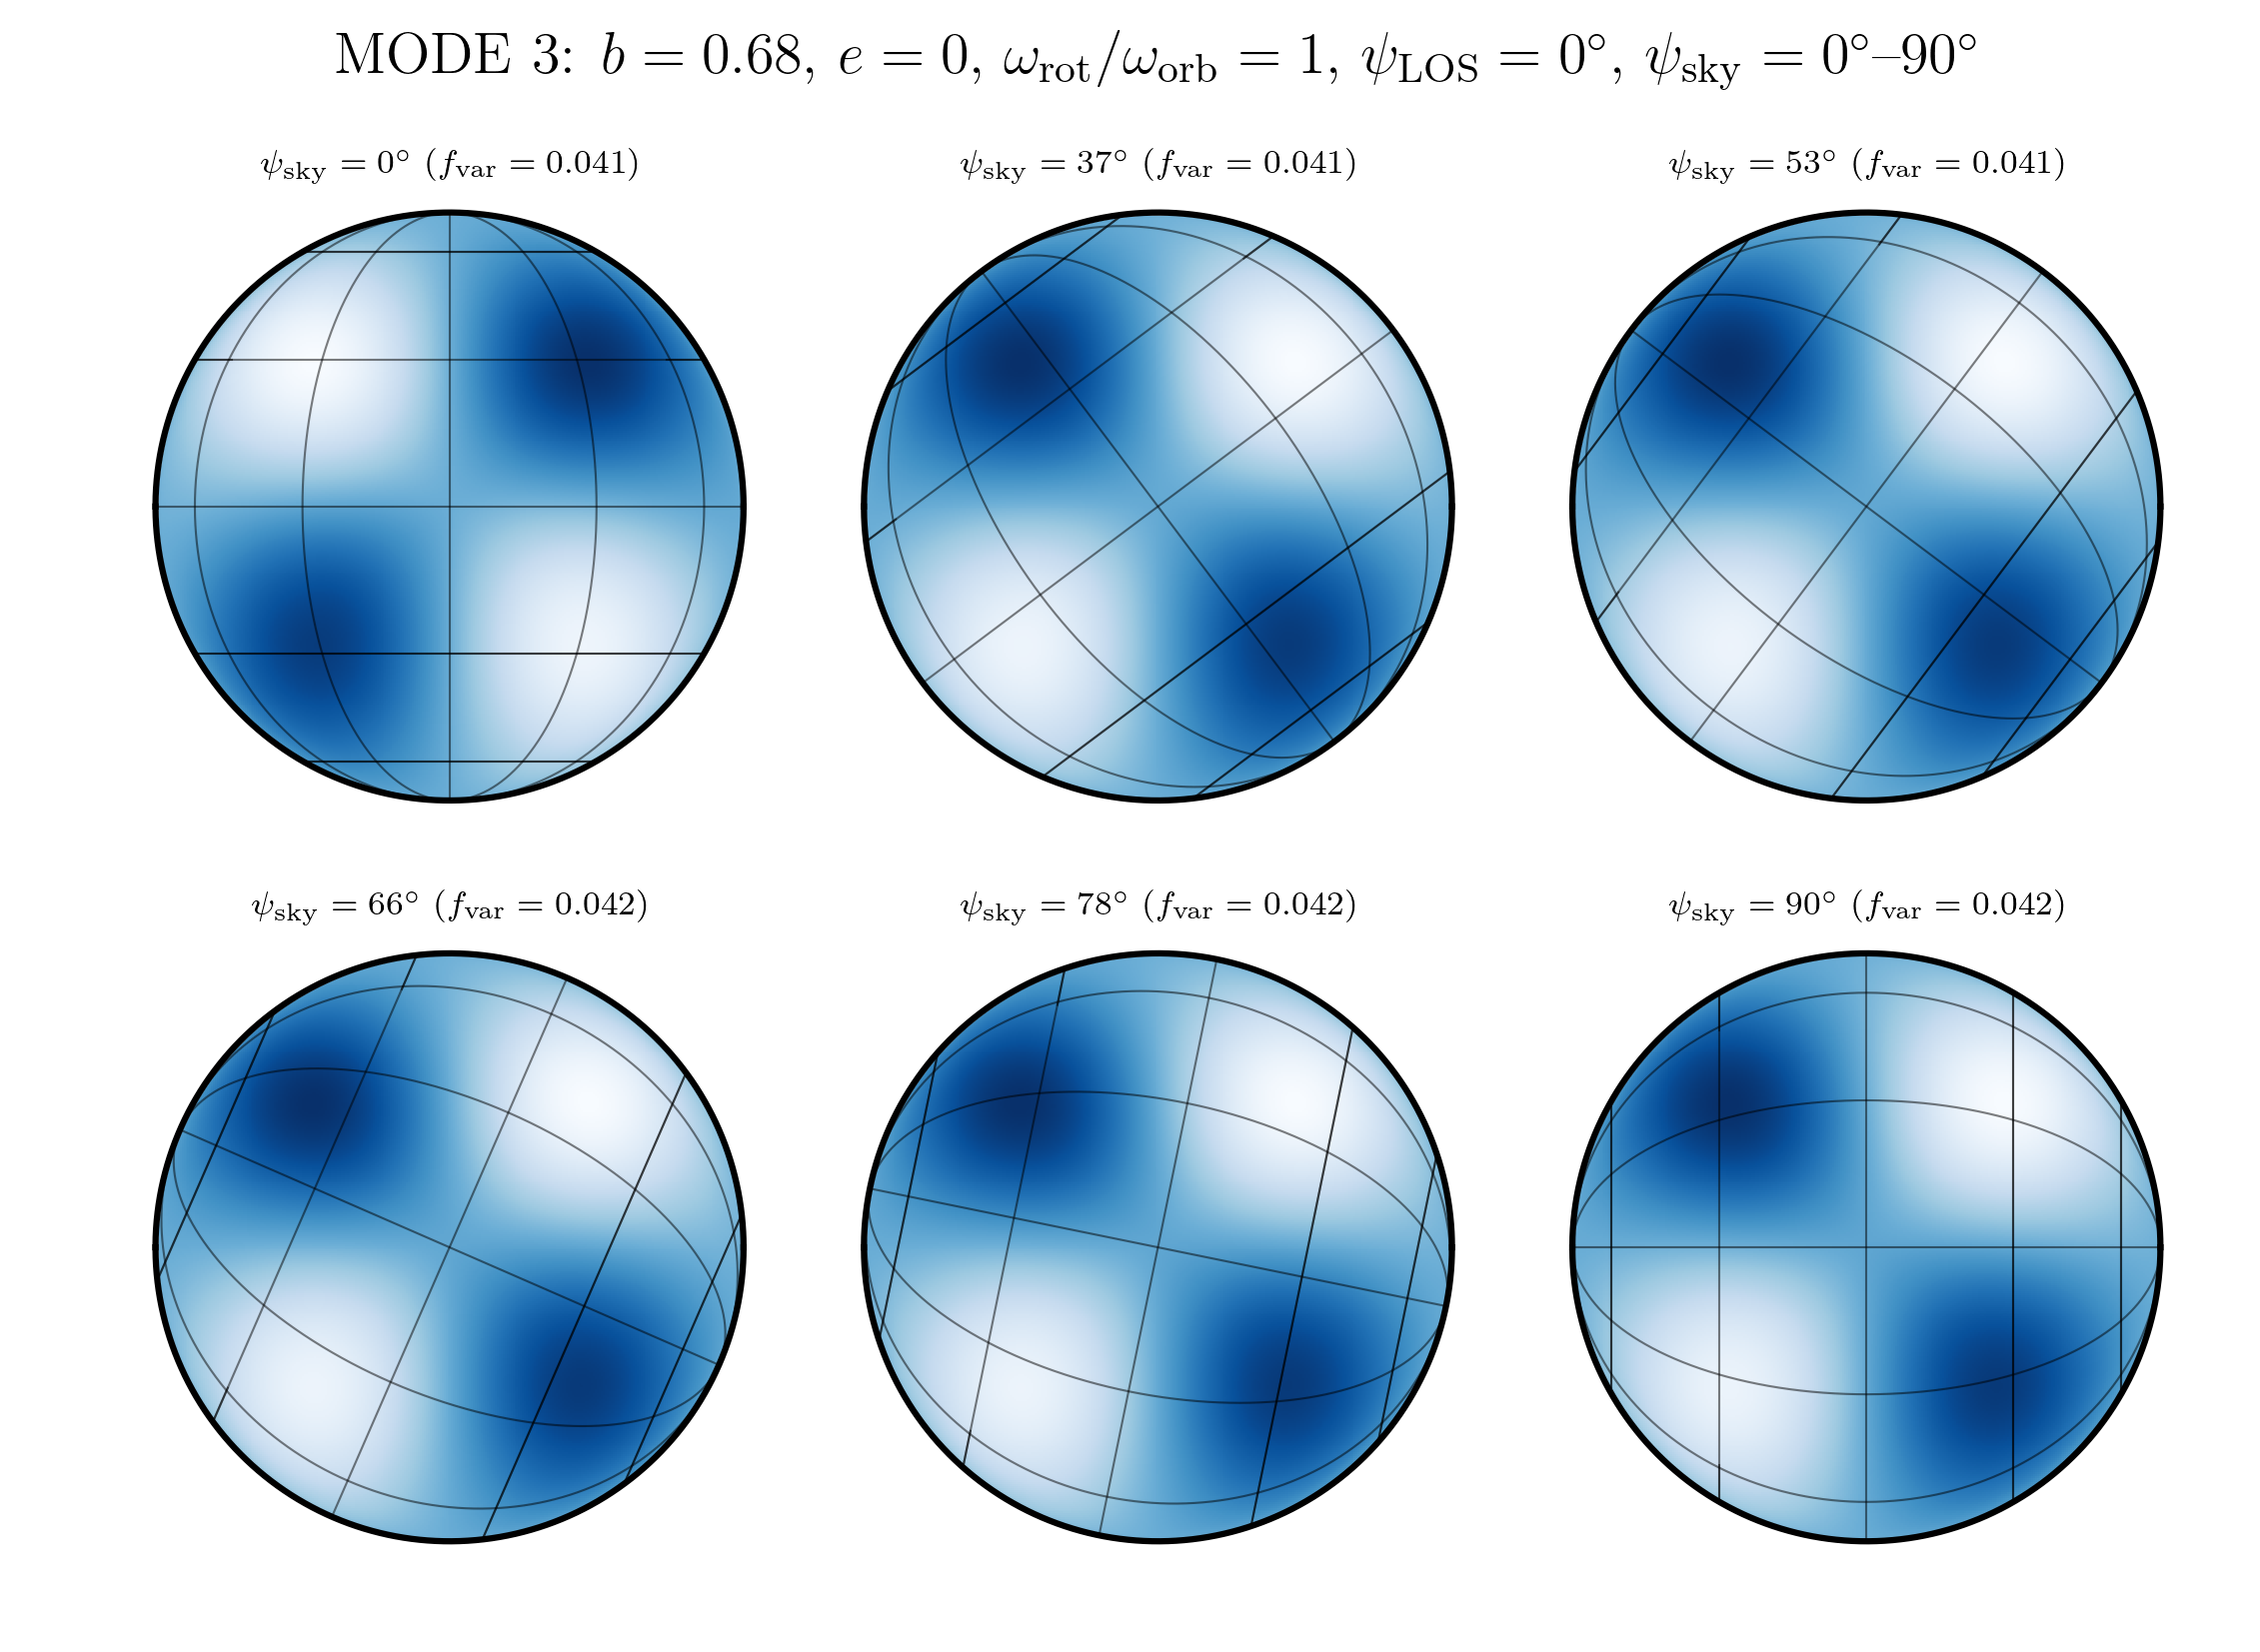 MODE 3: b = 0.68, e = 0, ω_rot/ω_orb = 1, ψ_LOS = 0°, ψ_sky = 0°–90°
ψ_sky = 0° (f_var = 0.041)
ψ_sky = 37° (f_var = 0.041)
ψ_sky = 53° (f_var = 0.041)
ψ_sky = 66° (f_var = 0.042)
ψ_sky = 78° (f_var = 0.042)
ψ_sky = 90° (f_var = 0.042)